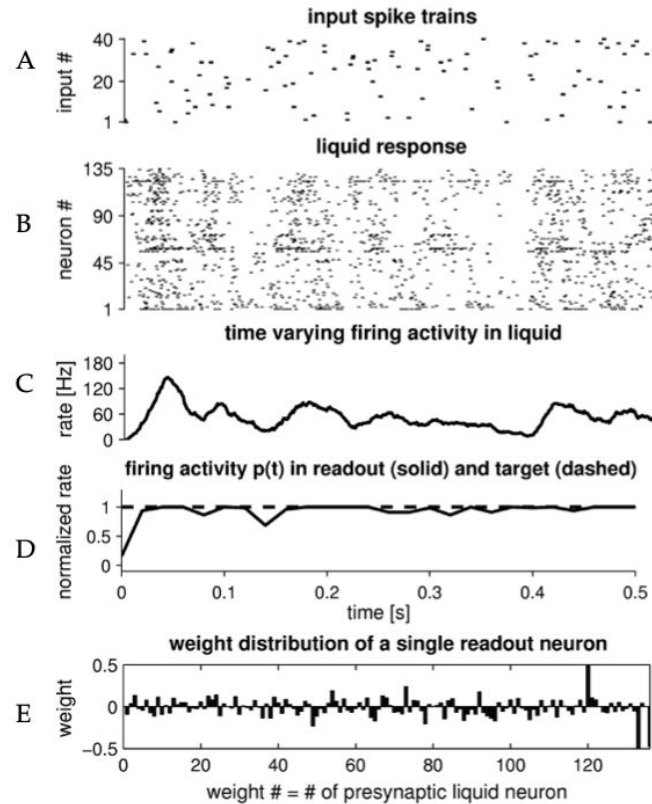 input spike trains
A
input #
40
20
1
liquid response
B
neuron #
135
90
45
1
time varying firing activity in liquid
C
rate [Hz]
180
120
60
0
firing activity p(t) in readout (solid) and target (dashed)
D
normalized rate
1
0.5
0
0 0.1 0.2 0.3 0.4 0.5
time [s]
weight distribution of a single readout neuron
E
weight
0.5
0
−0.5
0 20 40 60 80 100 120
weight # = # of presynaptic liquid neuron